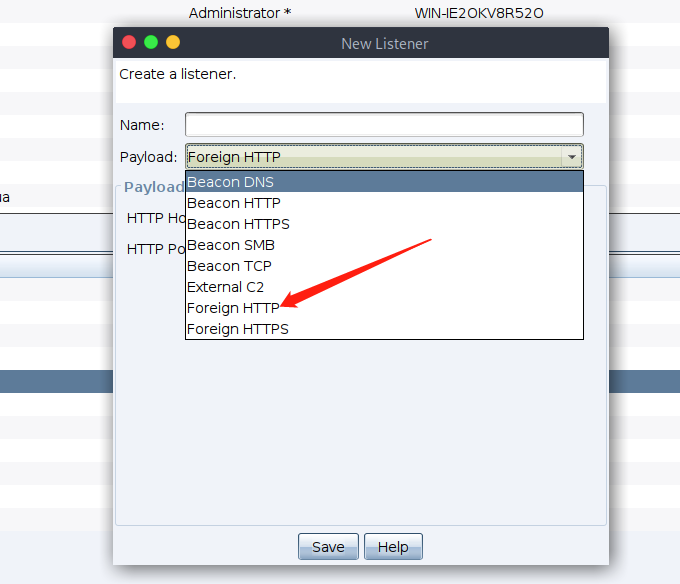 Administrator *
WIN-IE2OKV8R52O
New Listener
Create a listener.
Name:
Payload: Foreign HTTP
Beacon DNS
Payload
Beacon HTTP
HTTP Ho
Beacon HTTPS
Beacon SMB
HTTP Po
Beacon TCP
External C2
Foreign HTTP
Foreign HTTPS
Save
Help